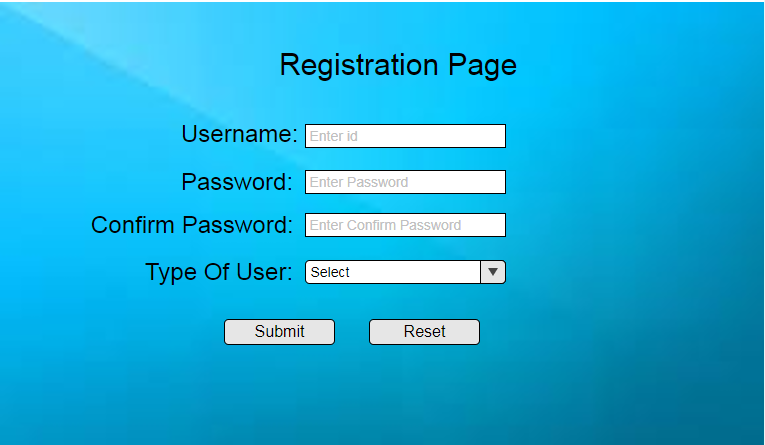 Registration Page
Username: Enter id
Password: Enter Password
Confirm Password: Enter Confirm Password
Type Of User: Select
Submit Reset